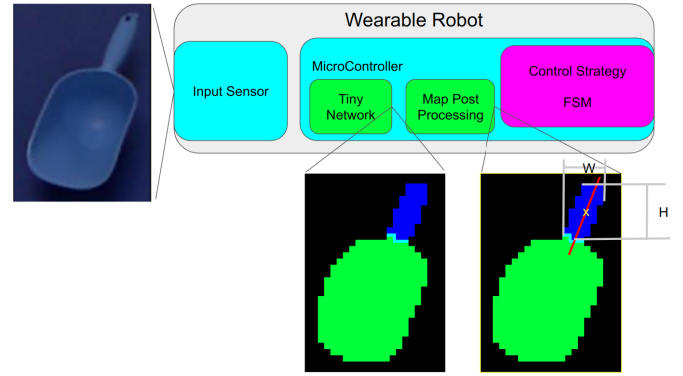 Wearable Robot
Input Sensor
MicroController
Tiny
Network
Map Post
Processing
Control Strategy
FSM
W
x
H